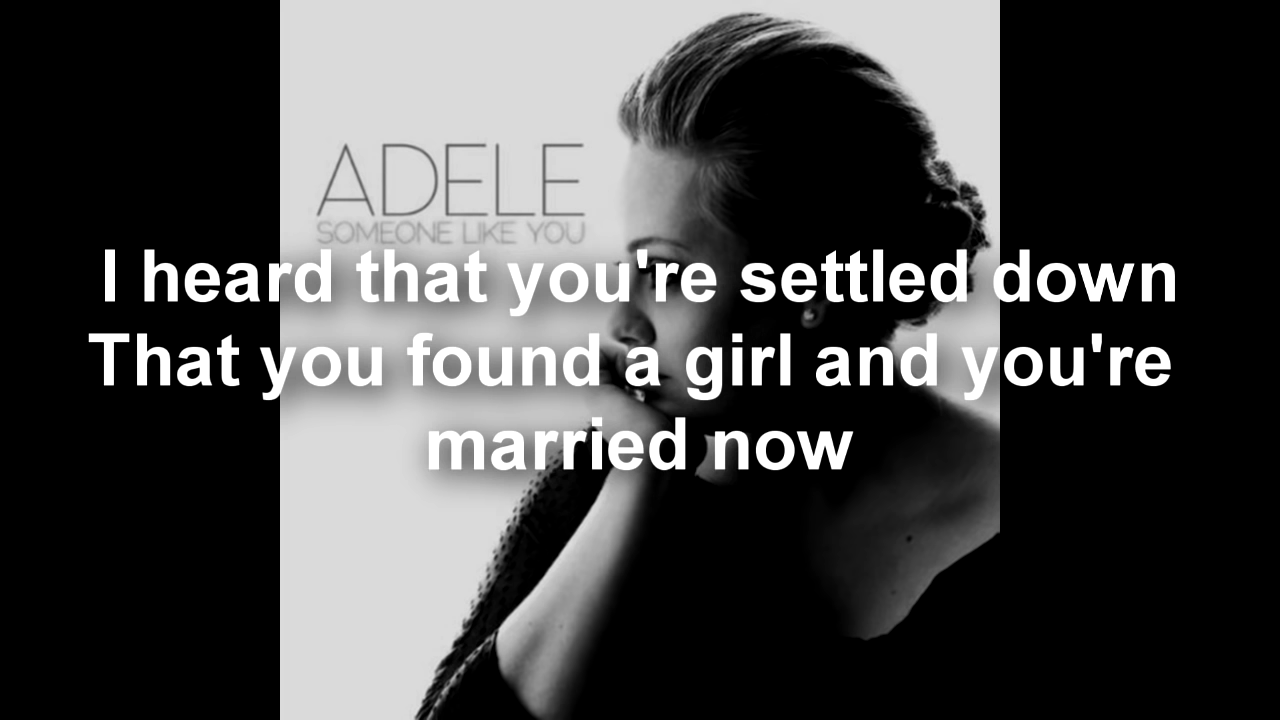 ADELE
SOMEONE LIKE YOU
I heard that you're settled down
That you found a girl and you're
married now